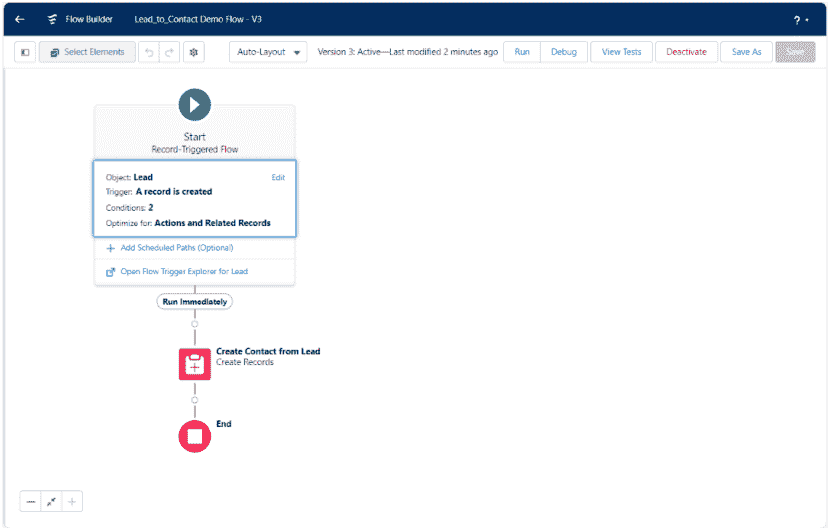 Flow Builder Lead_to_Contact Demo Flow - V3 ?
Select Elements Auto-Layout Version 3: Active—Last modified 2 minutes ago Run Debug View Tests Deactivate Save As Save
Start
Record-Triggered Flow
Object: Lead Edit
Trigger: A record is created
Conditions: 2
Optimize for: Actions and Related Records
Add Scheduled Paths (Optional)
Open Flow Trigger Explorer for Lead
Run Immediately
Create Contact from Lead
Create Records
End